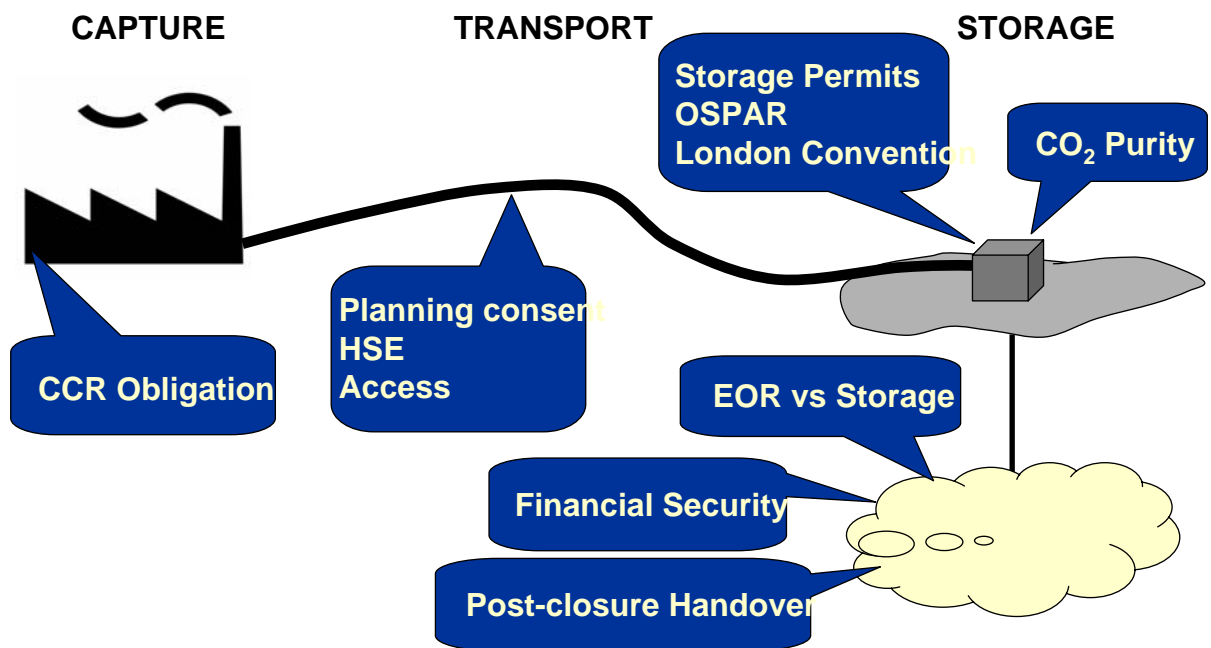 CAPTURE
TRANSPORT
STORAGE
Storage Permits
OSPAR
London Convention
CO₂ Purity
Planning consent
HSE
Access
CCR Obligation
EOR vs Storage
Financial Security
Post-closure Handover